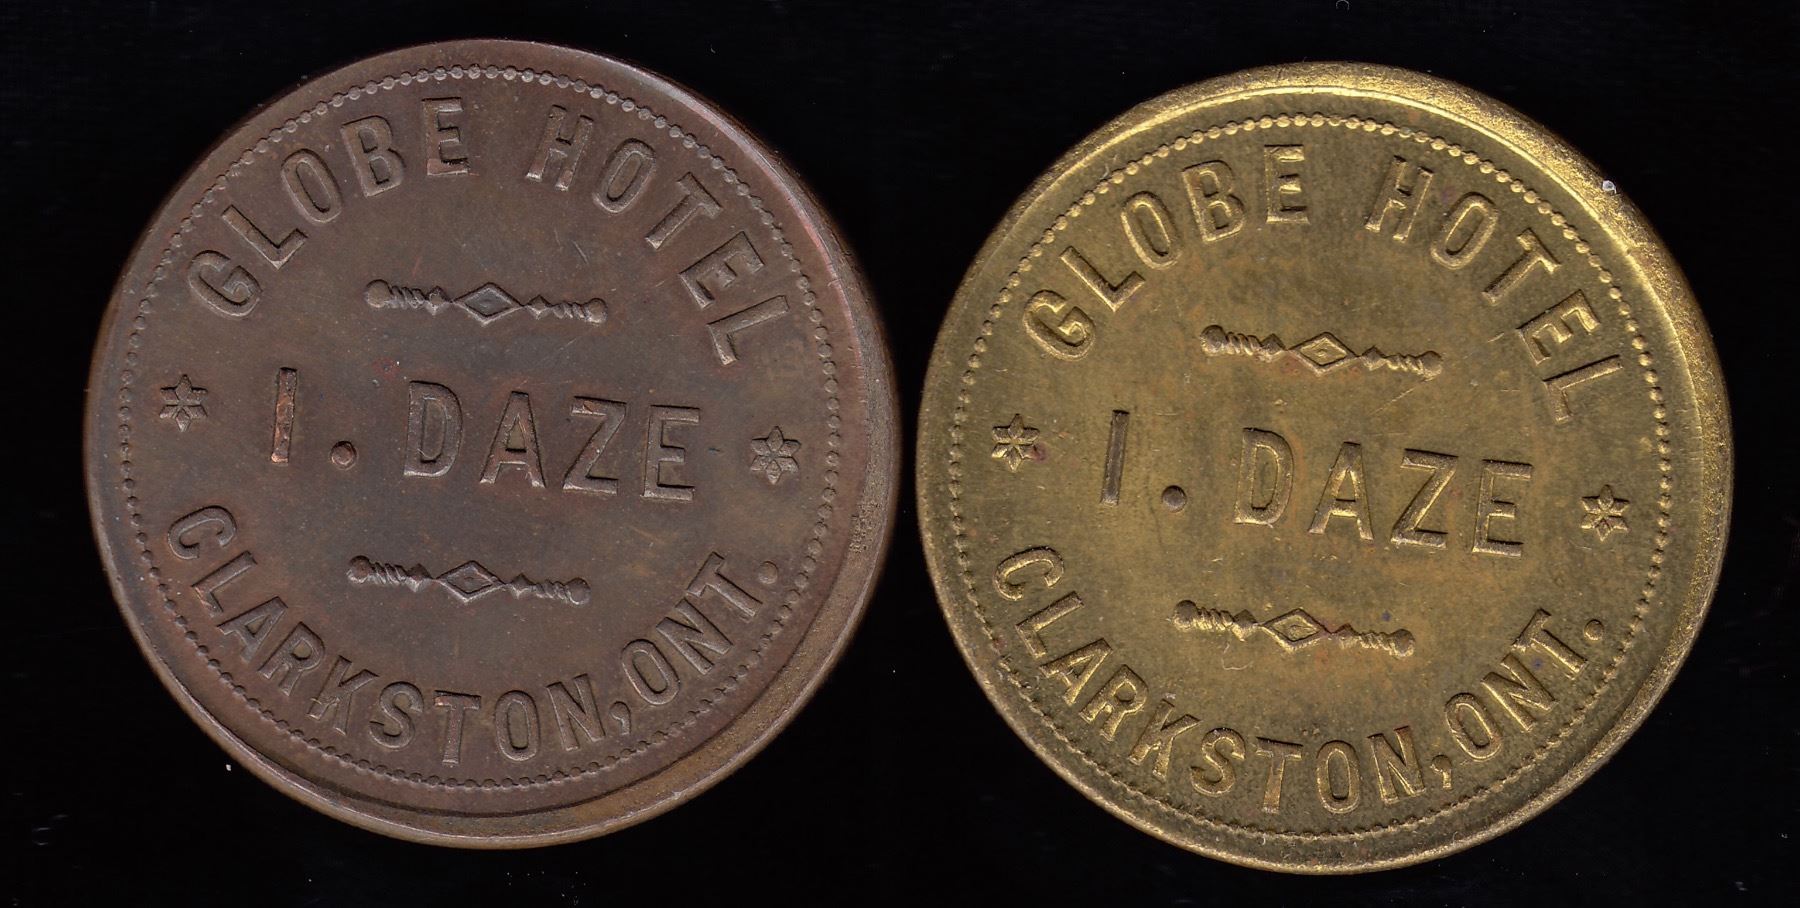 GLOBE HOTEL
I. DAZE
CLARKSTON, ONT.
GLOBE HOTEL
I. DAZE
CLARKSTON, ONT.